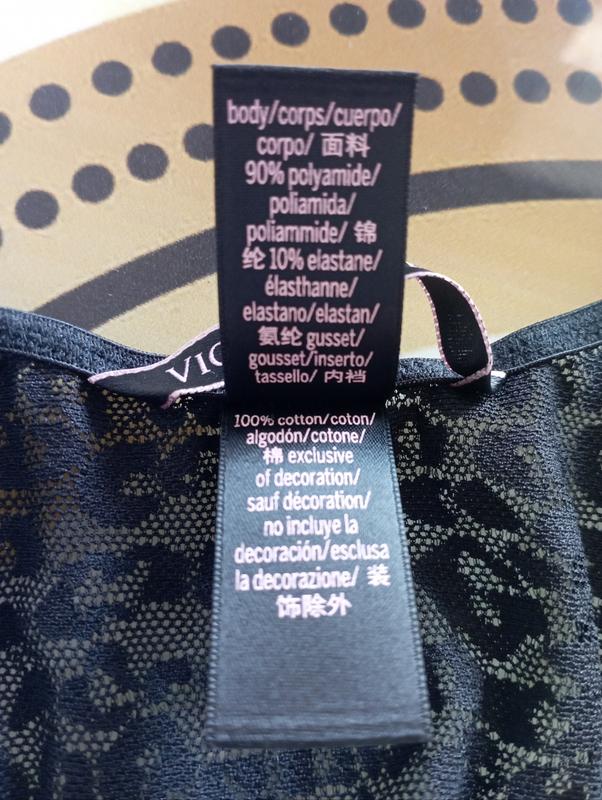 body/corps/cuerpo/
corpo/ 面料
90% polyamide/
poliamida/
poliammide/ 锦
纶 10% elastane/
élasthanne/
elastano/elastan/
氨纶 gusset/
gousset/inserto/
tassello/ 内裆
100% cotton/coton/
algodón/cotone/
棉 exclusive
of decoration/
sauf décoration/
no incluye la
decoración/esclusa
la decorazione/ 装
饰除外
VIC